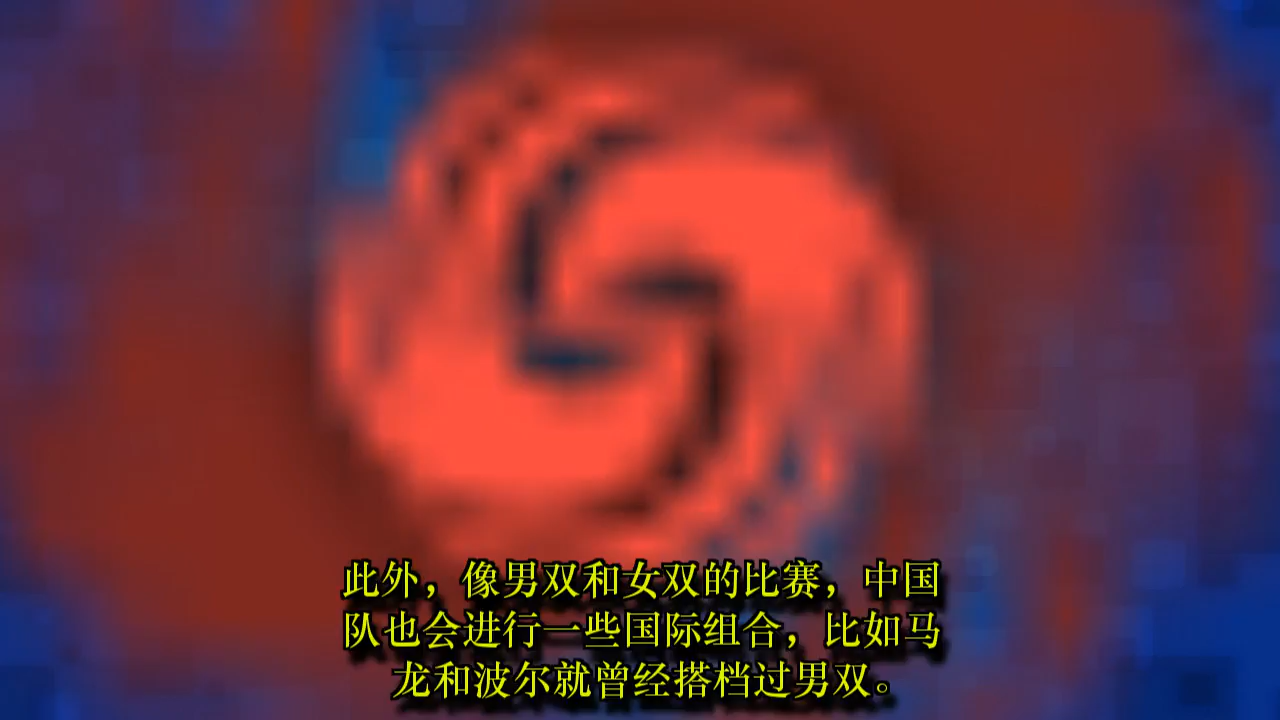 此外，像男双和女双的比赛，中国
队也会进行一些国际组合，比如马
龙和波尔就曾经搭档过男双。